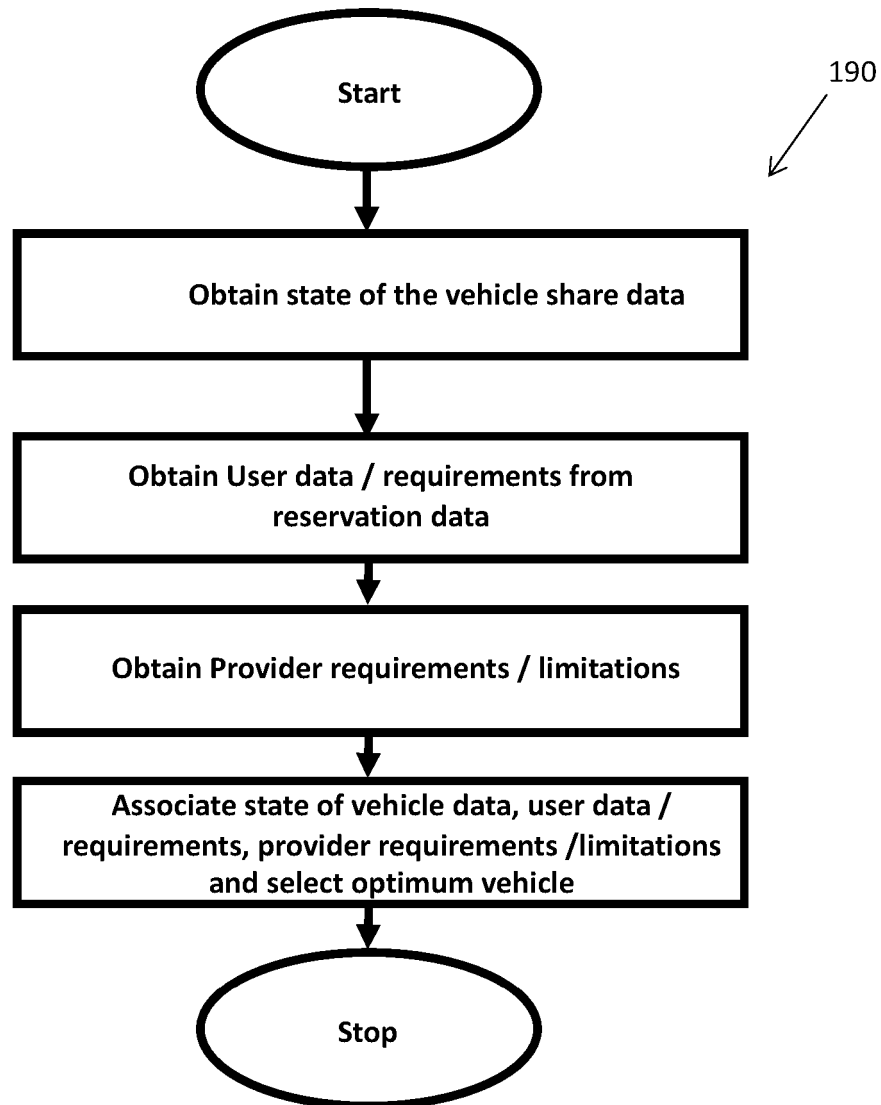 Start
190
Obtain state of the vehicle share data
Obtain User data / requirements from
reservation data
Obtain Provider requirements / limitations
Associate state of vehicle data, user data /
requirements, provider requirements /limitations
and select optimum vehicle
Stop